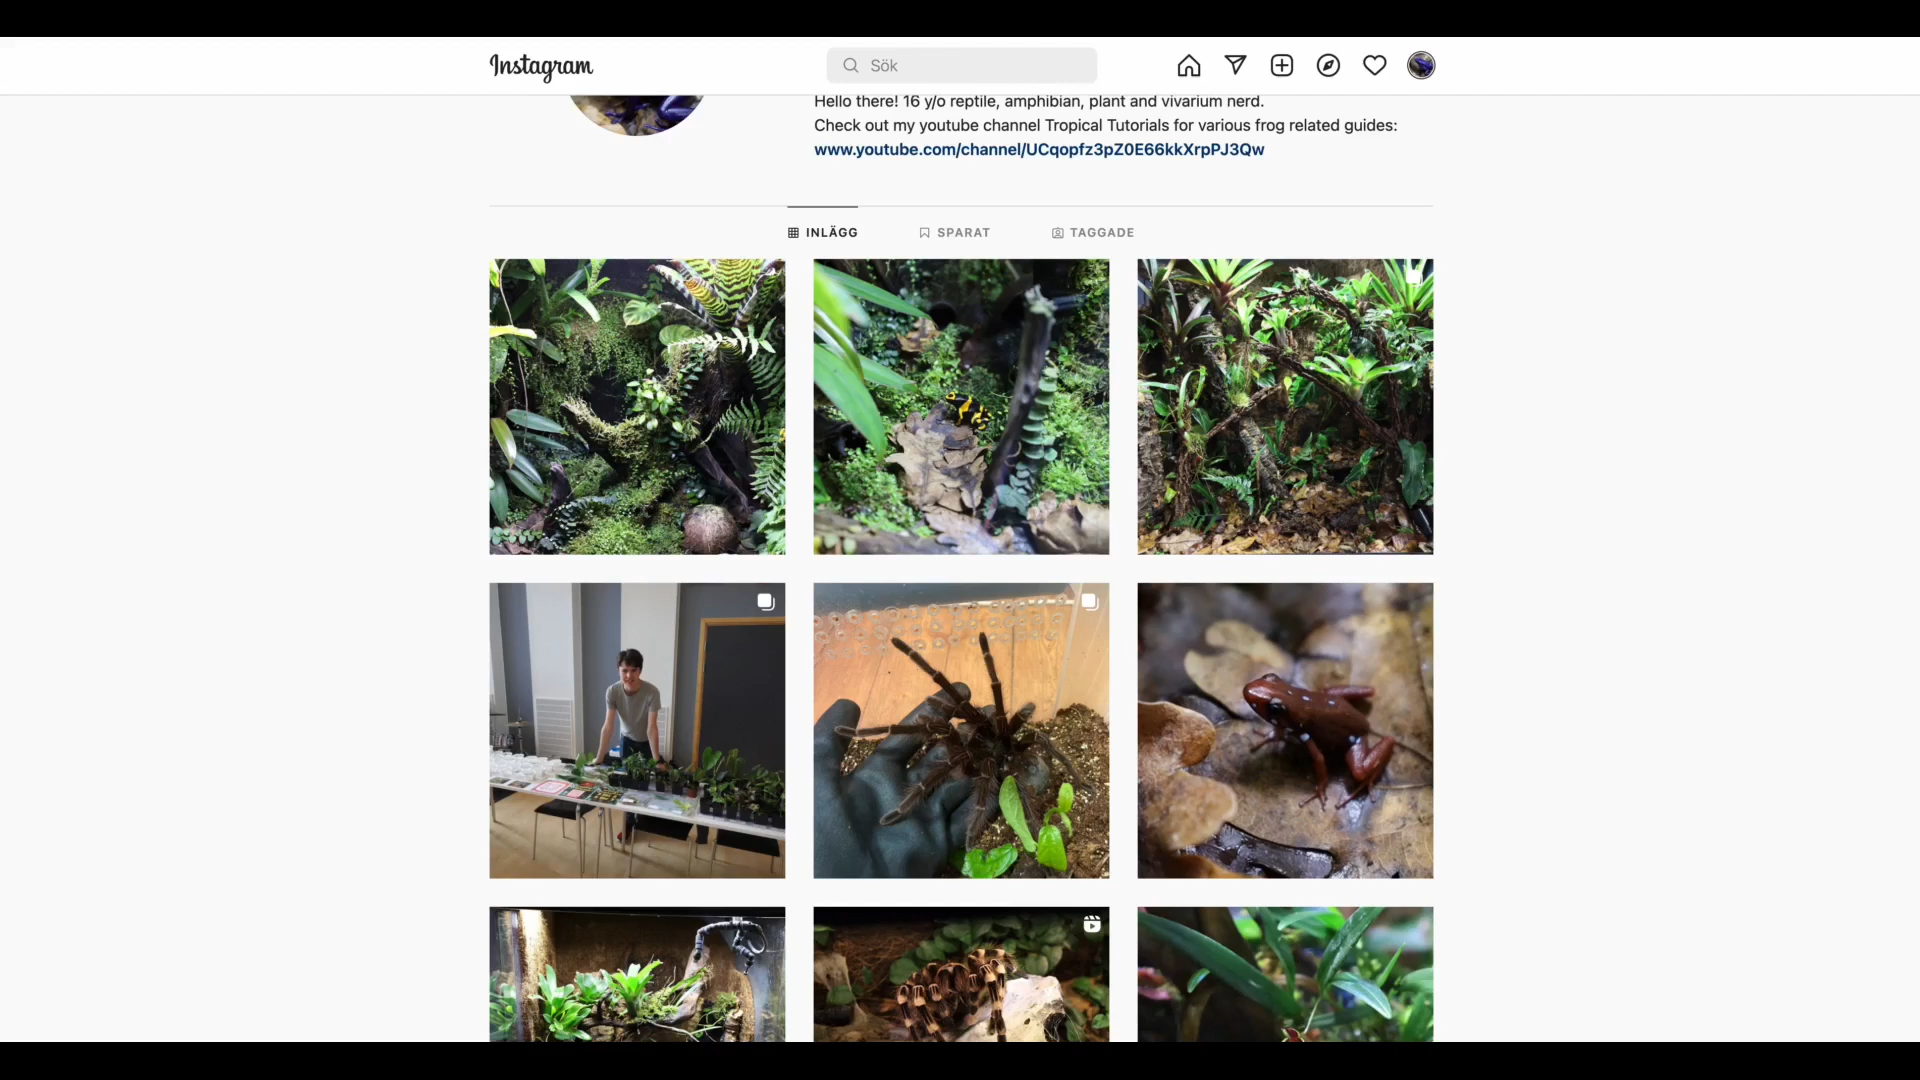 Instagram
Sök
Hello there! 16 y/o reptile, amphibian, plant and vivarium nerd.
Check out my youtube channel Tropical Tutorials for various frog related guides:
www.youtube.com/channel/UCqopfz3pZ0E66kkXrpPJ3Qw
INLÄGG
SPARAT
TAGGADE